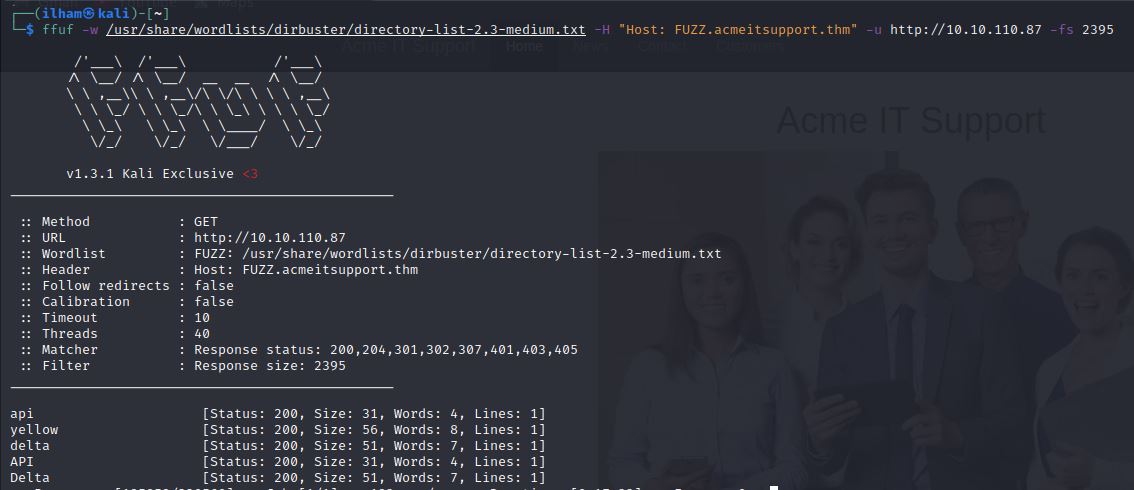 ┌──(ilham㉿kali)-[~]
└─$ ffuf -w /usr/share/wordlists/dirbuster/directory-list-2.3-medium.txt -H "Host: FUZZ.acmeitsupport.thm" -u http://10.10.110.87 -fs 2395
Acme IT Support Home News Contact Customers
Acme IT Support
v1.3.1 Kali Exclusive <3
________________________________________________
:: Method : GET
:: URL : http://10.10.110.87
:: Wordlist : FUZZ: /usr/share/wordlists/dirbuster/directory-list-2.3-medium.txt
:: Header : Host: FUZZ.acmeitsupport.thm
:: Follow redirects : false
:: Calibration : false
:: Timeout : 10
:: Threads : 40
:: Matcher : Response status: 200,204,301,302,307,401,403,405
:: Filter : Response size: 2395
________________________________________________
api [Status: 200, Size: 31, Words: 4, Lines: 1]
yellow [Status: 200, Size: 56, Words: 8, Lines: 1]
delta [Status: 200, Size: 51, Words: 7, Lines: 1]
API [Status: 200, Size: 31, Words: 4, Lines: 1]
Delta [Status: 200, Size: 51, Words: 7, Lines: 1]